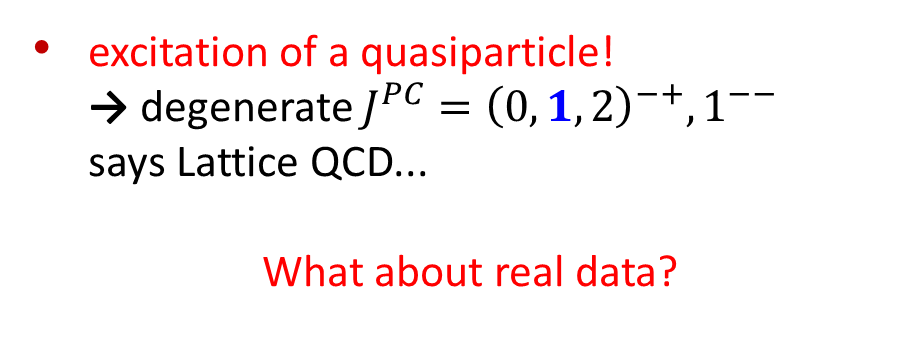 • excitation of a quasiparticle!
→ degenerate J^{PC} = (0, 1, 2)^{−+}, 1^{−−}
says Lattice QCD...
What about real data?